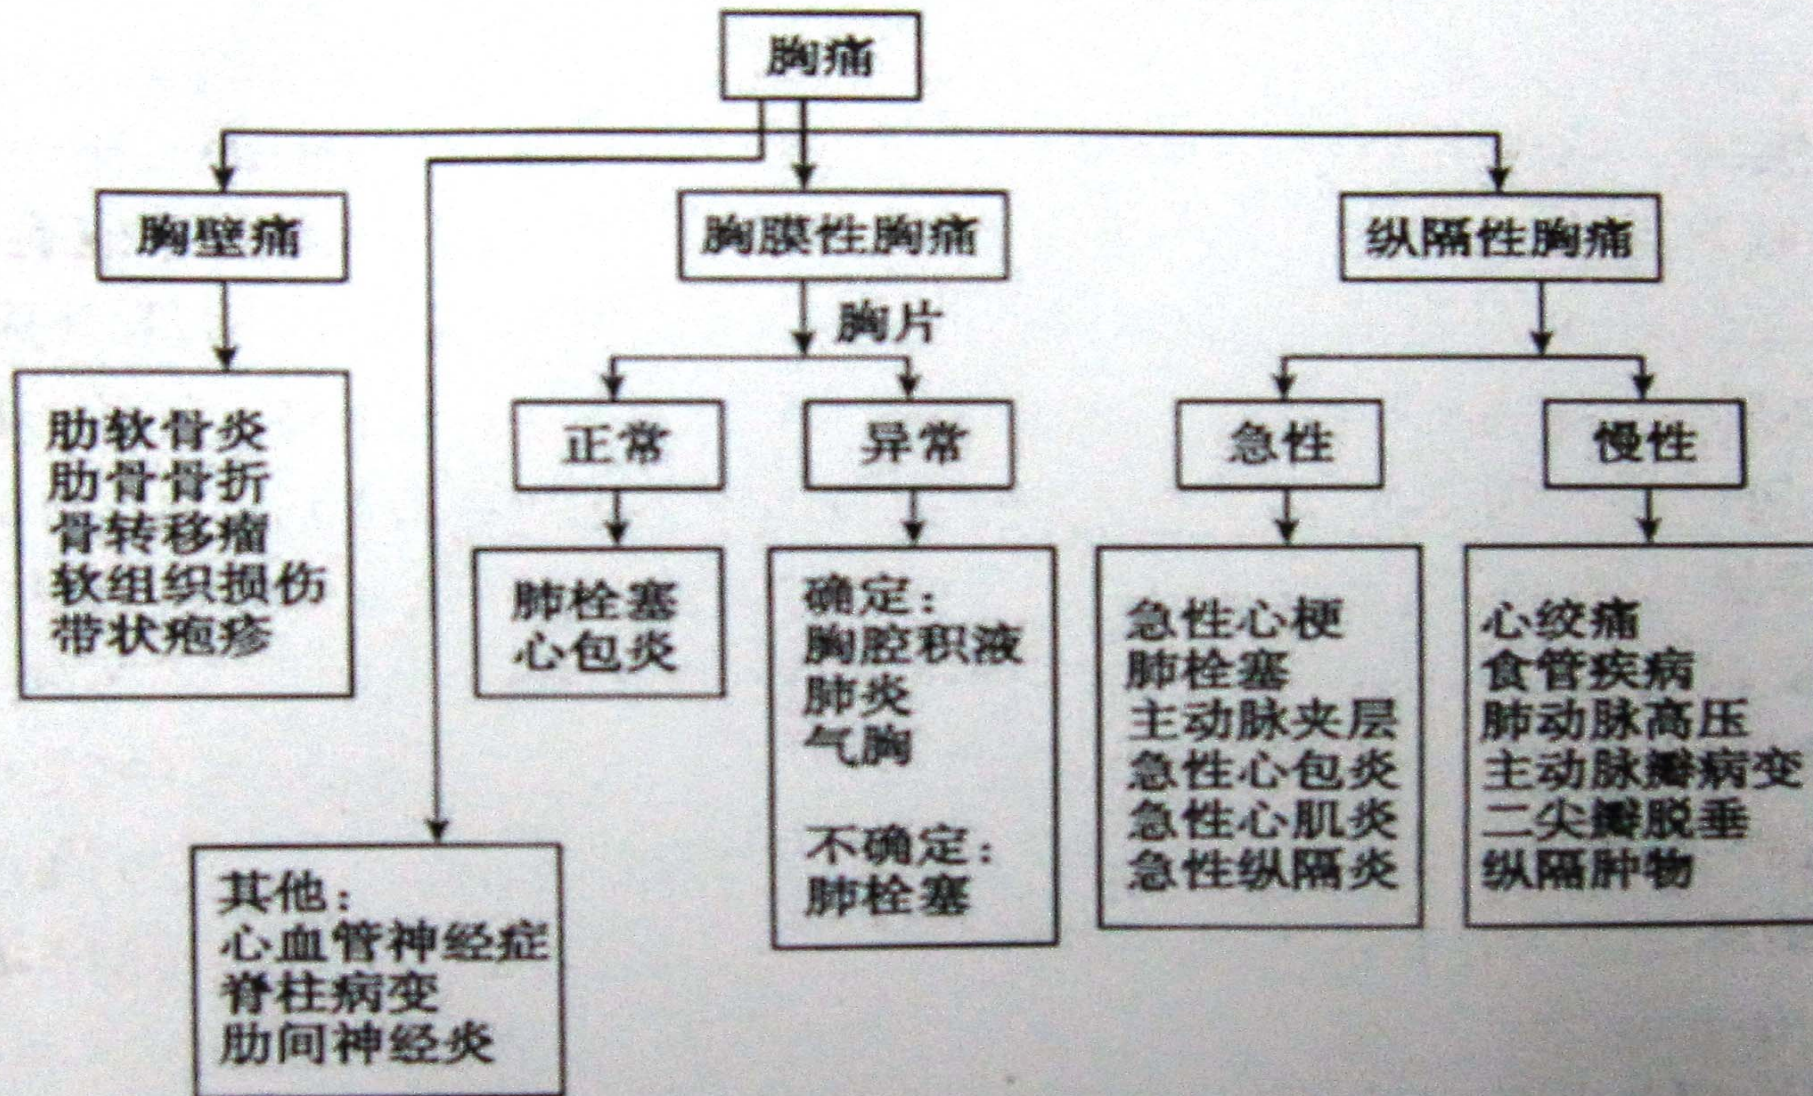 胸痛
胸壁痛
胸膜性胸痛
纵隔性胸痛
胸片
正常
异常
急性
慢性
肋软骨炎
肋骨骨折
骨转移瘤
软组织损伤
带状疱疹
肺栓塞
心包炎
确定：
胸腔积液
肺炎
气胸
不确定：
肺栓塞
急性心梗
肺栓塞
主动脉夹层
急性心包炎
急性心肌炎
急性纵隔炎
心绞痛
食管疾病
肺动脉高压
主动脉瓣病变
二尖瓣脱垂
纵隔肿物
其他：
心血管神经症
脊柱病变
肋间神经炎